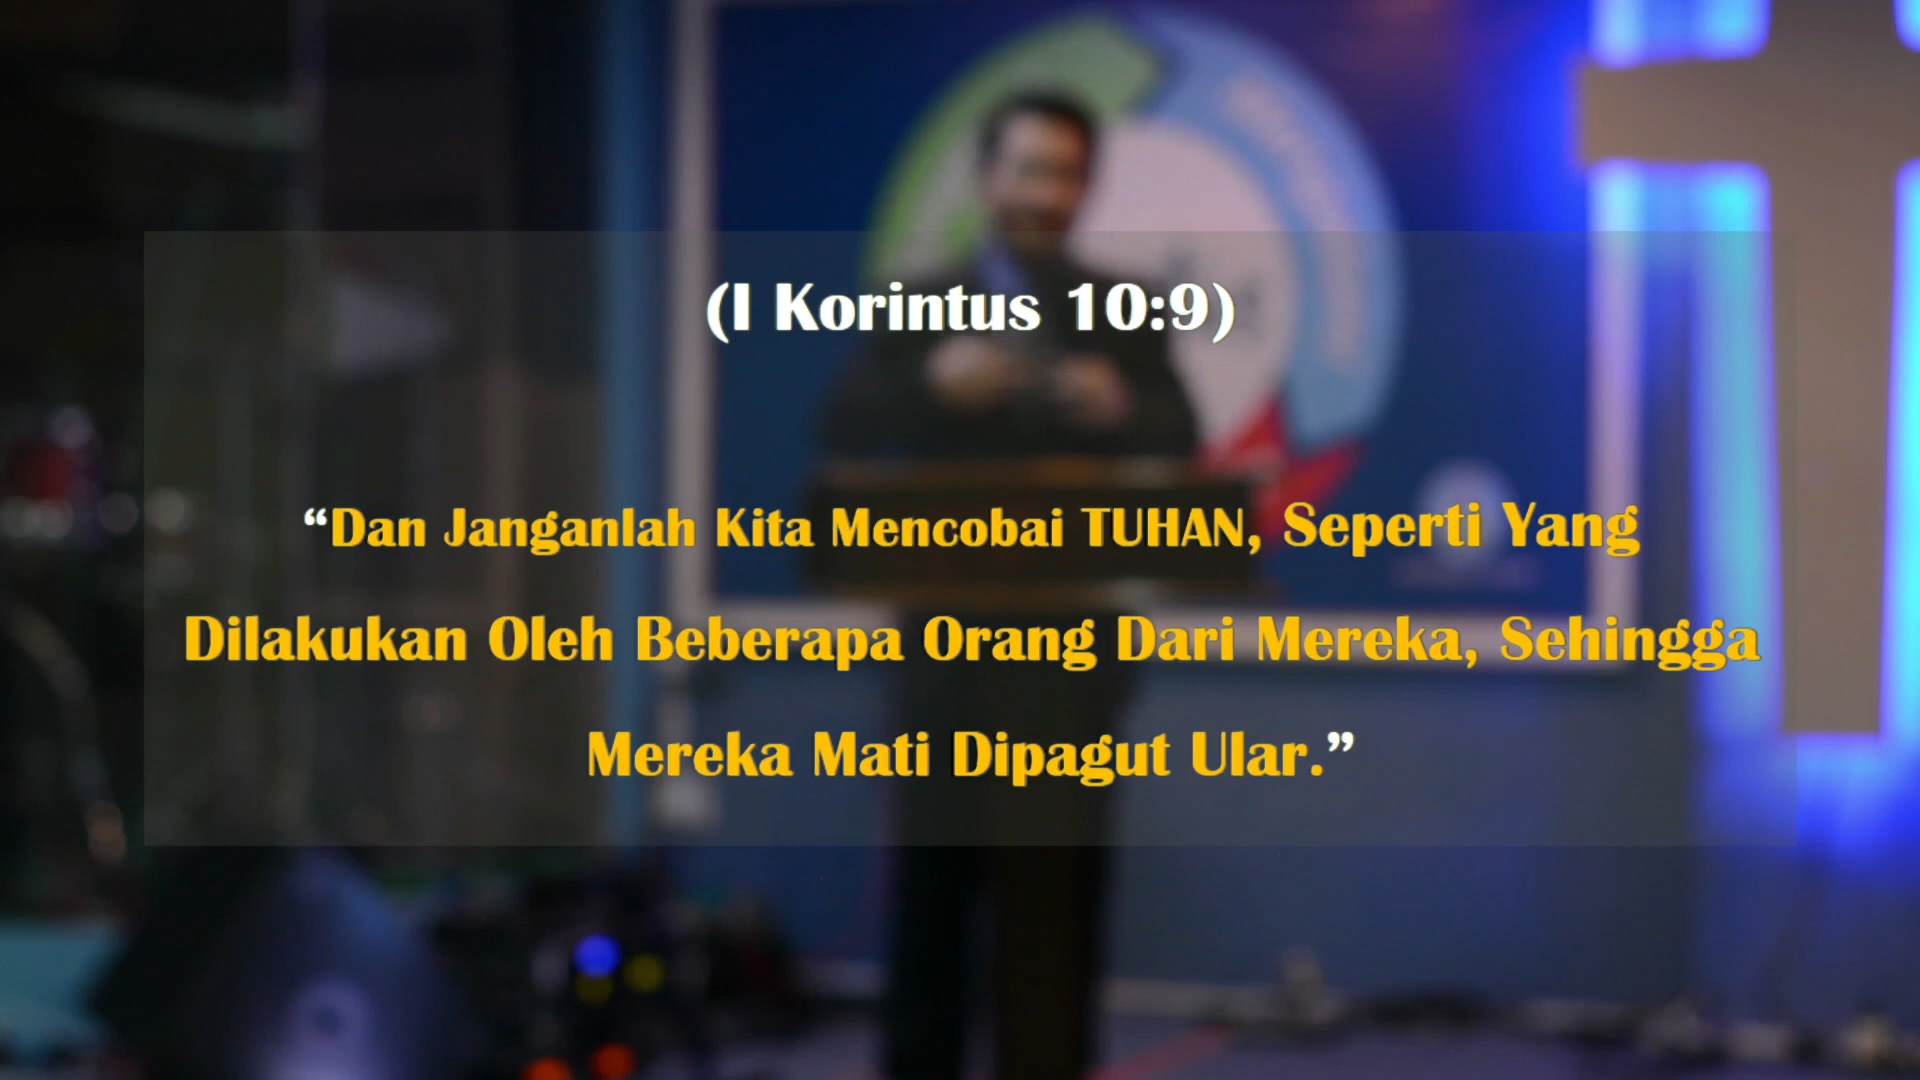 (I Korintus 10:9)
“Dan Janganlah Kita Mencobai TUHAN, Seperti Yang
Dilakukan Oleh Beberapa Orang Dari Mereka, Sehingga
Mereka Mati Dipagut Ular.”